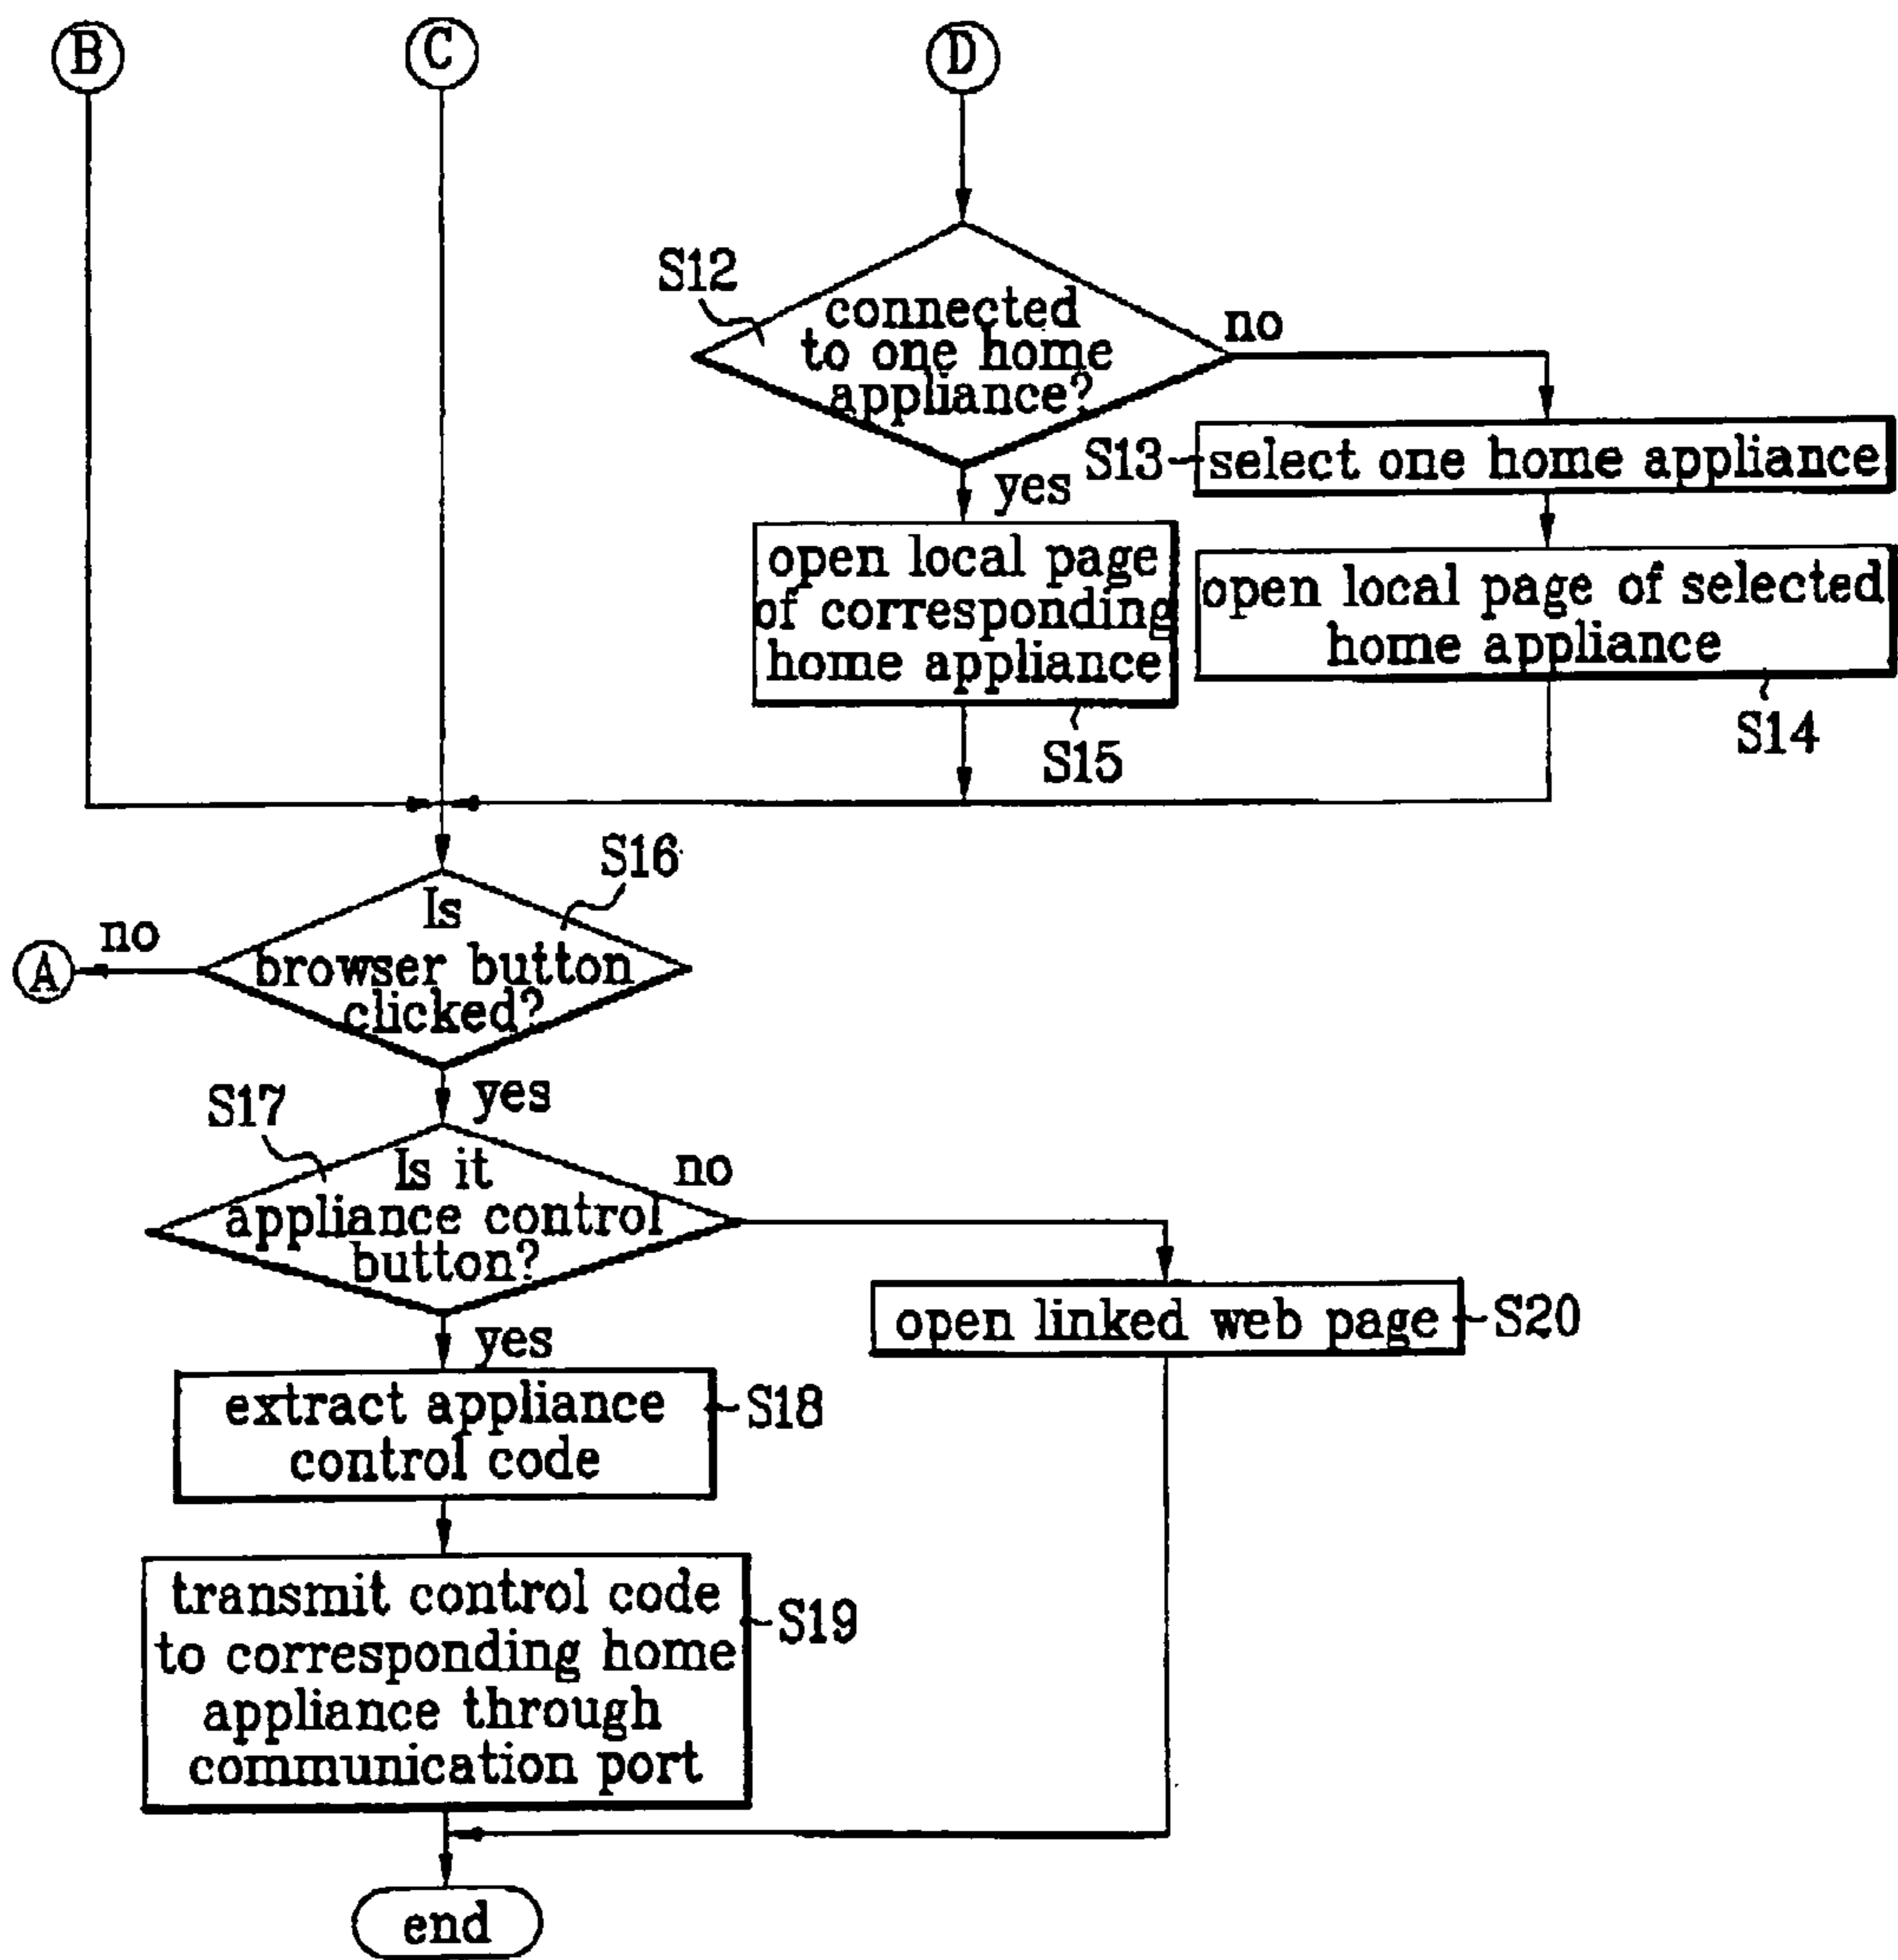 B
C
D
S12
connected
to one home
appliance?
no
yes
S13
select one home appliance
open local page
of corresponding
home appliance
S15
open local page of selected
home appliance
S14
S16
Is
browser button
clicked?
no
A
yes
S17
Is it
appliance control
button?
no
yes
open linked web page
S20
extract appliance
control code
S18
transmit control code
to corresponding home
appliance through
communication port
S19
end